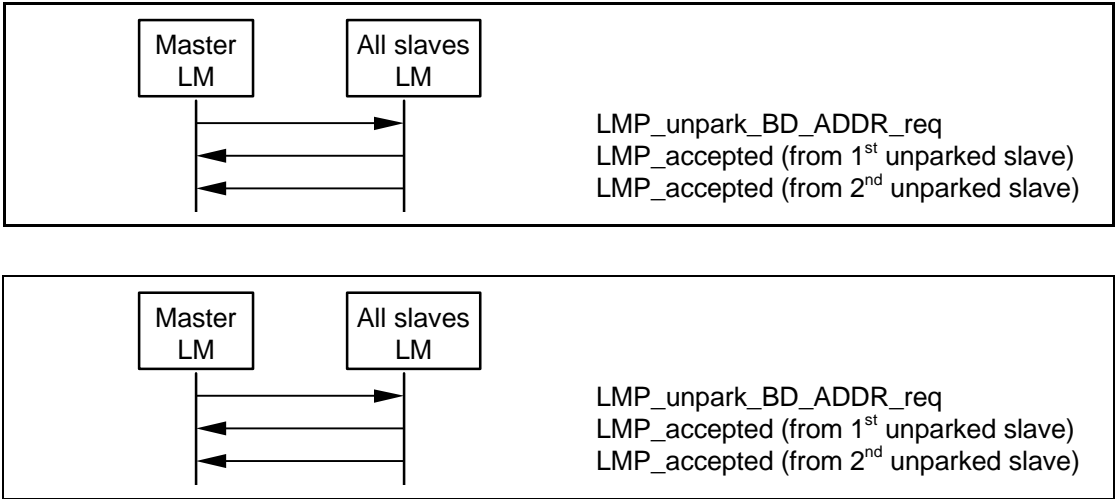 Master All slaves
LM LM
LMP_unpark_BD_ADDR_req
LMP_accepted (from 1st unparked slave)
LMP_accepted (from 2nd unparked slave)
Master All slaves
LM LM
LMP_unpark_BD_ADDR_req
LMP_accepted (from 1st unparked slave)
LMP_accepted (from 2nd unparked slave)